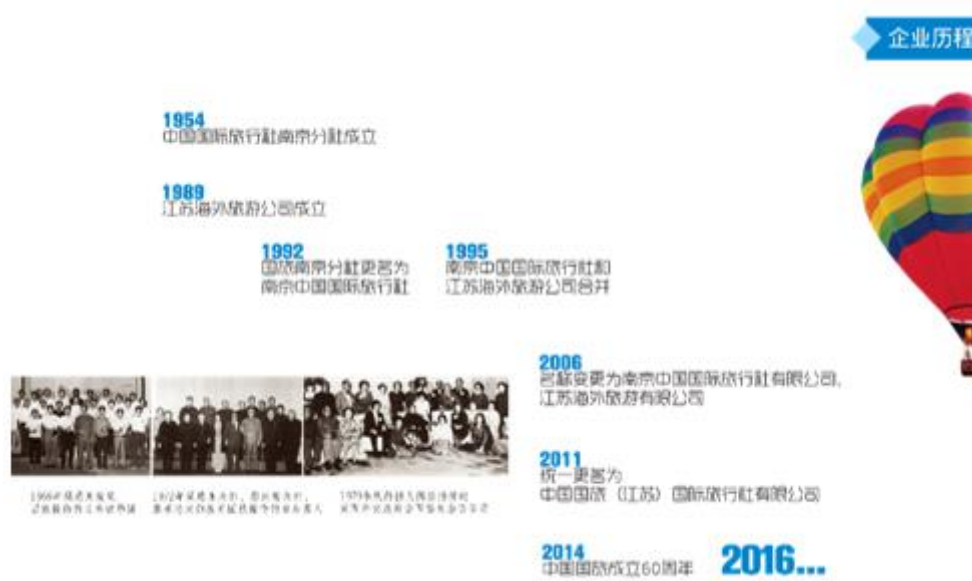 企业历程
1954
中国国际旅行社南京分社成立
1989
江苏海外旅游公司成立
1992
国旅南京分社更名为
南京中国国际旅行社
1995
南京中国国际旅行社和
江苏海外旅游公司合并
2006
名称变更为南京中国国际旅行社有限公司,
江苏海外旅游有限公司
2011
统一更名为
中国国旅（江苏）国际旅行社有限公司
2014
中国国旅成立60周年
2016...